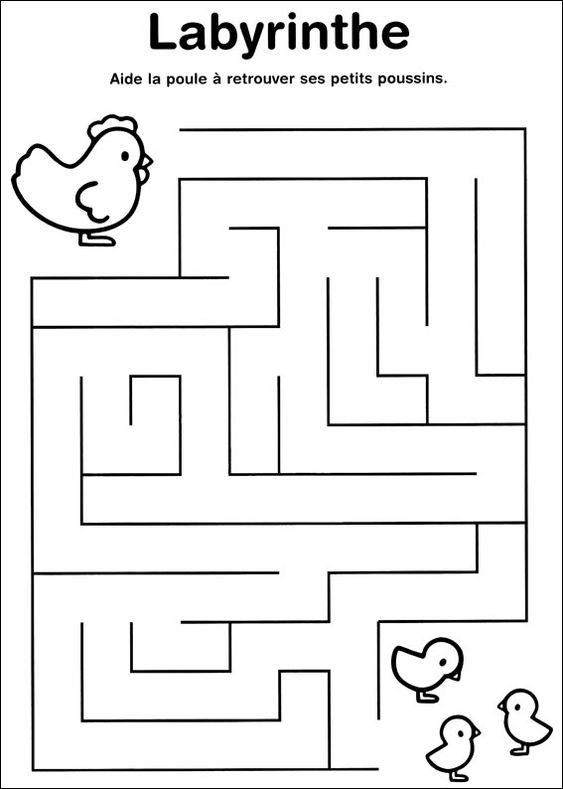 Labyrinthe
Aide la poule à retrouver ses petits poussins.